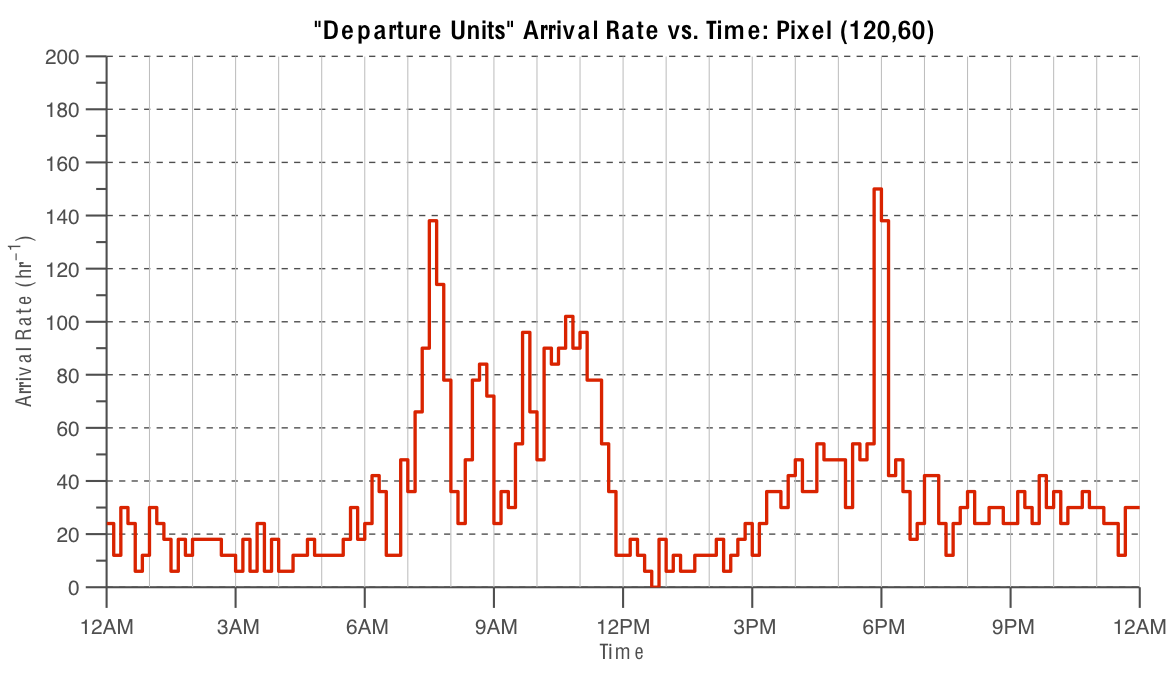 "Departure Units" Arrival Rate vs. Time: Pixel (120,60)
200
180
160
140
120
100
80
60
40
20
0
Arrival Rate (hr⁻¹)
12AM 3AM 6AM 9AM 12PM 3PM 6PM 9PM 12AM
Time